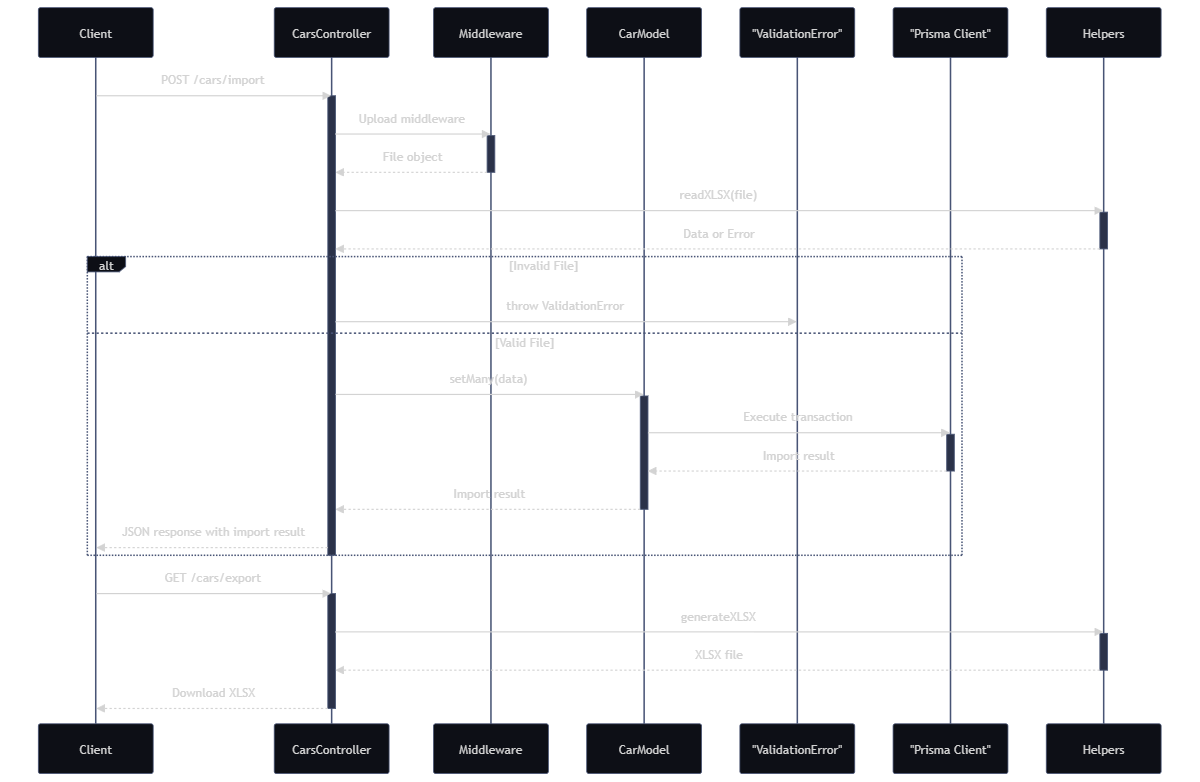 Client
CarsController
Middleware
CarModel
"ValidationError"
"Prisma Client"
Helpers
POST /cars/import
Upload middleware
File object
readXLSX(file)
Data or Error
alt
[Invalid File]
throw ValidationError
[Valid File]
setMany(data)
Execute transaction
Import result
Import result
JSON response with import result
GET /cars/export
generateXLSX
XLSX file
Download XLSX
Client
CarsController
Middleware
CarModel
"ValidationError"
"Prisma Client"
Helpers